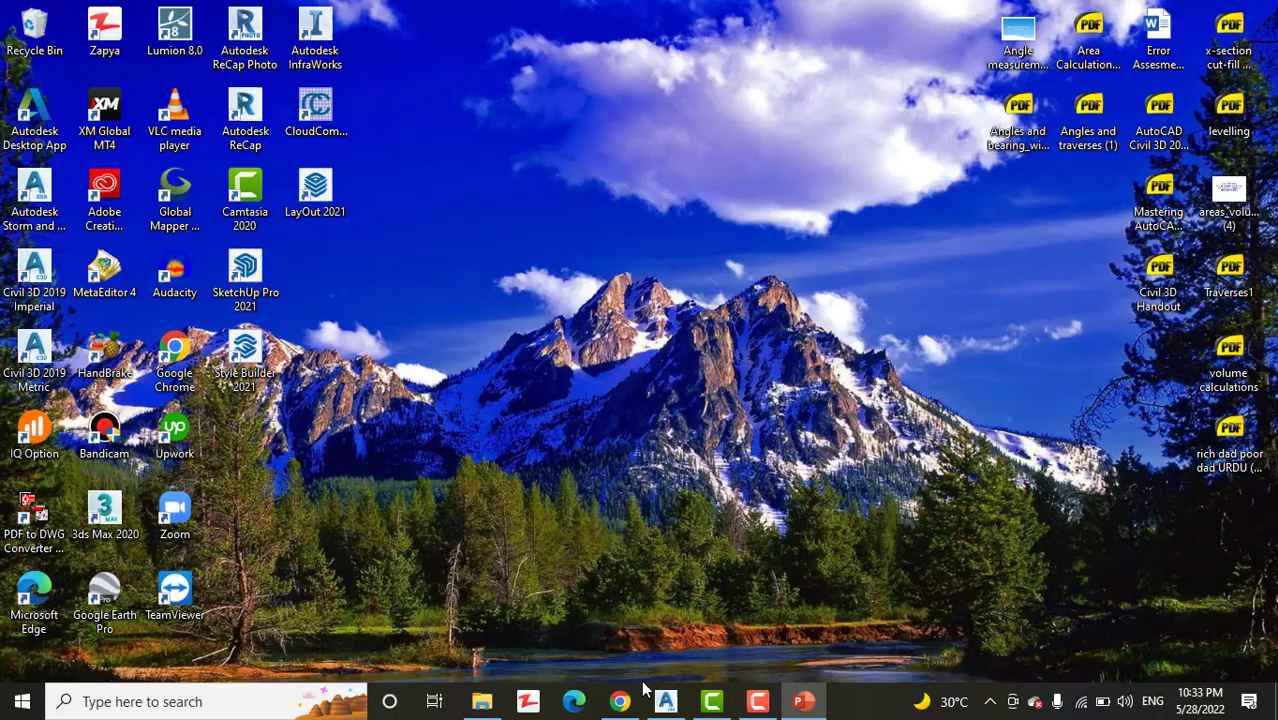 Recycle Bin
Zapya
Lumion 8.0
Autodesk
ReCap Photo
Autodesk
InfraWorks
Autodesk
Desktop App
XM Global
MT4
VLC media
player
Autodesk
ReCap
CloudCom...
Autodesk
Storm and ...
Adobe
Creati...
Global
Mapper ...
Camtasia
2020
LayOut 2021
Civil 3D 2019
Imperial
MetaEditor 4
Audacity
SketchUp Pro
2021
Civil 3D 2019
Metric
HandBrake
Google
Chrome
Style Builder
2021
IQ Option
Bandicam
Upwork
PDF to DWG
Converter ...
3ds Max 2020
Zoom
Microsoft
Edge
Google Earth
Pro
TeamViewer
Angle
measurem...
Area
Calculation...
Error
Assesme...
x-section
cut-fill ...
Angles and
bearing_wi...
Angles and
traverses (1)
AutoCAD
Civil 3D 20...
levelling
Mastering
AutoCA...
areas_volu...
(4)
Civil 3D
Handout
Traverses1
volume
calculations
rich dad poor
dad URDU (...
Type here to search
30°C
ENG
10:33 PM
5/28/2022